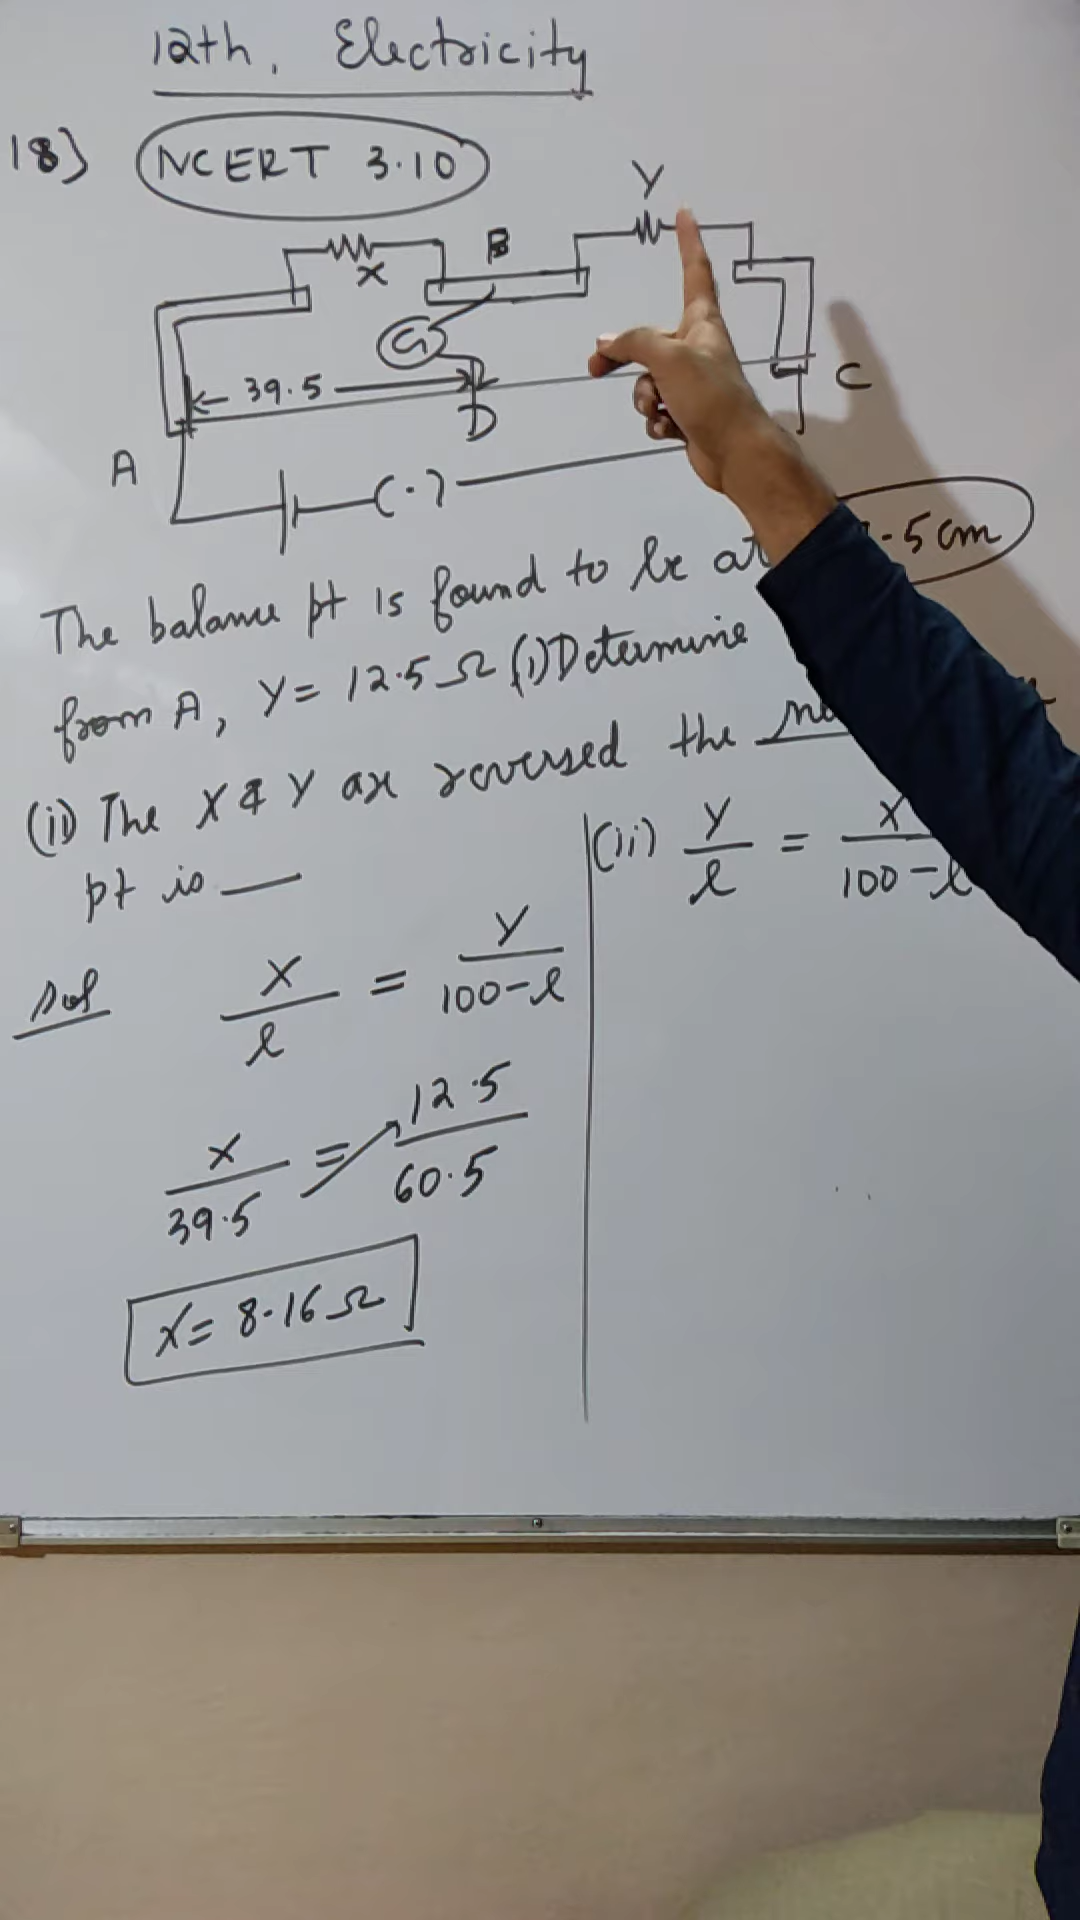 12th, Electricity
18) NCERT 3.10
Y
B
X
G
← 39.5 →
D
C
A
(·)
The balance pt is found to be at .5 cm
from A, Y = 12.5 Ω (i) Determine
(ii) The X & Y are reversed the
pt is __
Sol X/l = Y/(100-l)
X/39.5 = 12.5/60.5
X = 8.16 Ω
(ii) Y/l = X/(100-l)